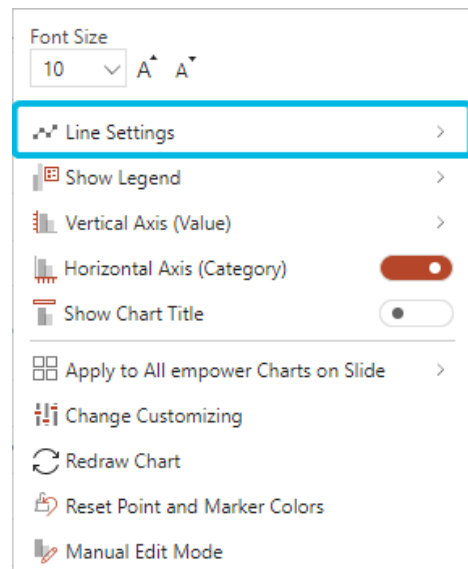 Font Size
10 A A
Line Settings
Show Legend
Vertical Axis (Value)
Horizontal Axis (Category)
Show Chart Title
Apply to All empower Charts on Slide
Change Customizing
Redraw Chart
Reset Point and Marker Colors
Manual Edit Mode